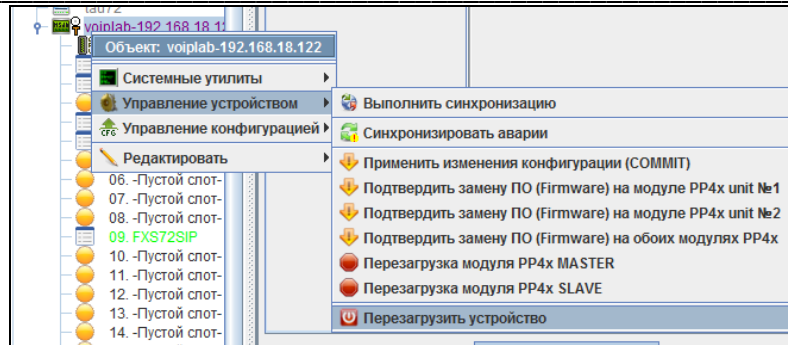 tau72
voiplab-192.168.18.1
Объект: voiplab-192.168.18.122
Системные утилиты
Управление устройством
Управление конфигурацией
Редактировать
Выполнить синхронизацию
Синхронизировать аварии
Применить изменения конфигурации (COMMIT)
Подтвердить замену ПО (Firmware) на модуле PP4x unit №1
Подтвердить замену ПО (Firmware) на модуле PP4x unit №2
Подтвердить замену ПО (Firmware) на обоих модулях PP4x
Перезагрузка модуля PP4x MASTER
Перезагрузка модуля PP4x SLAVE
Перезагрузить устройство
06. -Пустой слот-
07. -Пустой слот-
08. -Пустой слот-
09. FXS72SIP
10. -Пустой слот-
11. -Пустой слот-
12. -Пустой слот-
13. -Пустой слот-
14. -Пустой слот-